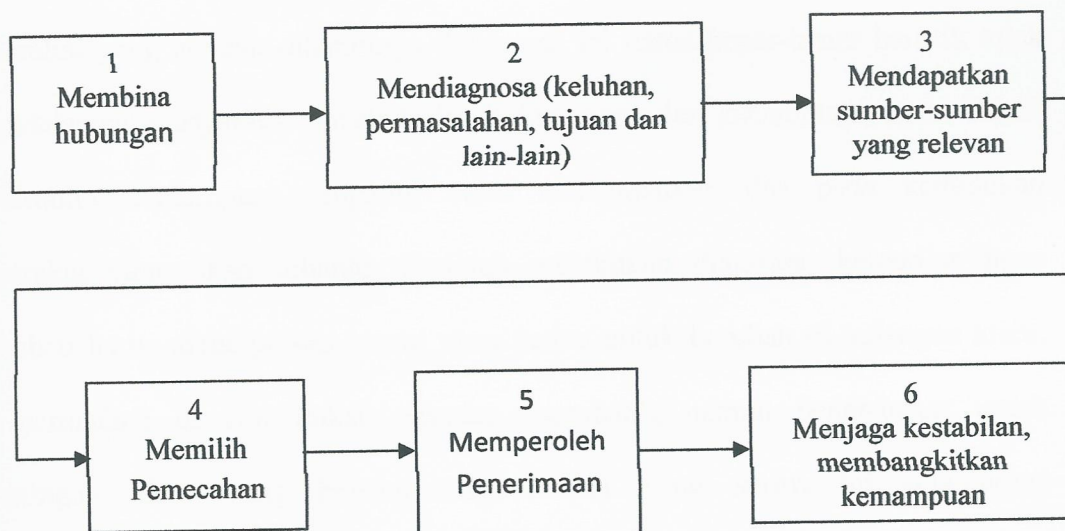 1
Membina
hubungan
2
Mendiagnosa (keluhan,
permasalahan, tujuan dan
lain-lain)
3
Mendapatkan
sumber-sumber
yang relevan
4
Memilih
Pemecahan
5
Memperoleh
Penerimaan
6
Menjaga kestabilan,
membangkitkan
kemampuan